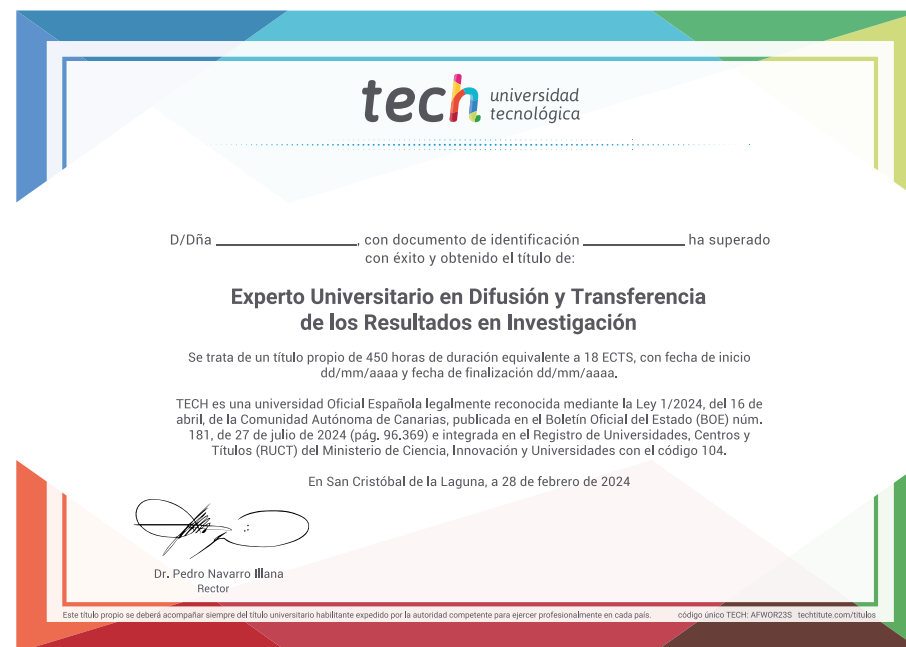 tech universidad
tecnológica
D/Dña ________________, con documento de identificación ____________ ha superado
con éxito y obtenido el título de:
Experto Universitario en Difusión y Transferencia
de los Resultados en Investigación
Se trata de un título propio de 450 horas de duración equivalente a 18 ECTS, con fecha de inicio
dd/mm/aaaa y fecha de finalización dd/mm/aaaa.
TECH es una universidad Oficial Española legalmente reconocida mediante la Ley 1/2024, del 16 de
abril, de la Comunidad Autónoma de Canarias, publicada en el Boletín Oficial del Estado (BOE) núm.
181, de 27 de julio de 2024 (pág. 96.369) e integrada en el Registro de Universidades, Centros y
Títulos (RUCT) del Ministerio de Ciencia, Innovación y Universidades con el código 104.
En San Cristóbal de la Laguna, a 28 de febrero de 2024
Dr. Pedro Navarro Illana
Rector
Este título propio se deberá acompañar siempre del título universitario habilitante expedido por la autoridad competente para ejercer profesionalmente en cada país. código único TECH: AFWOR23S techtitute.com/titulos